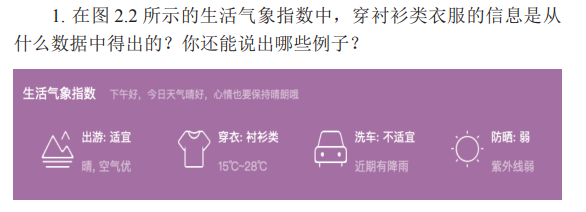 1. 在图 2.2 所示的生活气象指数中，穿衬衫类衣服的信息是从
什么数据中得出的？你还能说出哪些例子？
生活气象指数 下午好，今日天气晴好，心情也要保持晴朗哦
出游: 适宜 穿衣: 衬衫类 洗车: 不适宜 防晒: 弱
晴, 空气优 15℃~28℃ 近期有降雨 紫外线弱